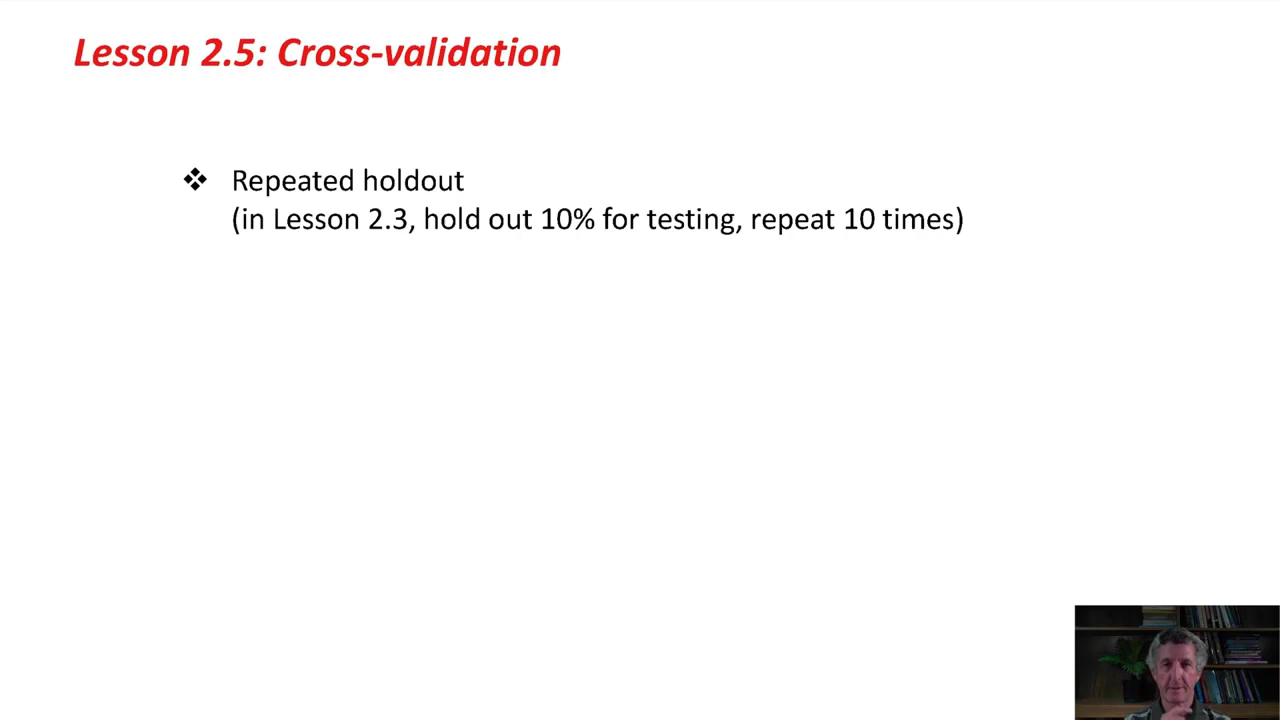 Lesson 2.5: Cross-validation
❖ Repeated holdout
(in Lesson 2.3, hold out 10% for testing, repeat 10 times)